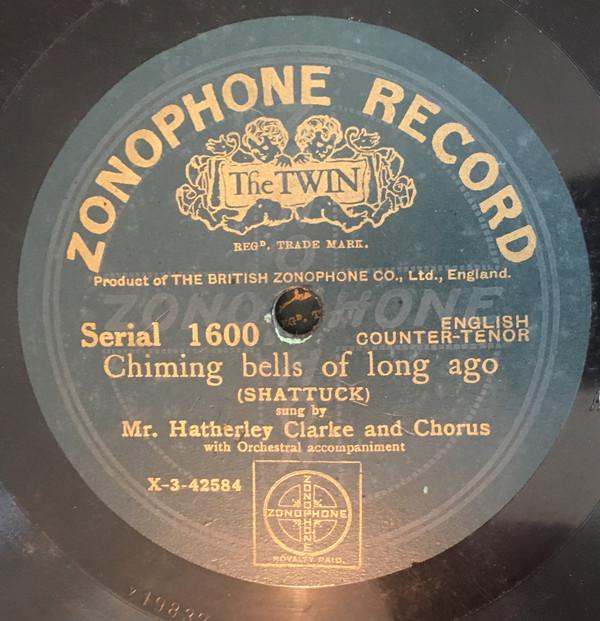 ZONOPHONE RECORD
The TWIN
REGD. TRADE MARK.
Product of THE BRITISH ZONOPHONE CO., Ltd., England.
ZONOPHONE
Serial 1600
ENGLISH
COUNTER-TENOR
Chiming bells of long ago
(SHATTUCK)
sung by
Mr. Hatherley Clarke and Chorus
with Orchestral accompaniment
X-3-42584
ZONOPHONE
ZONOPHONE
ROYALTY PAID.